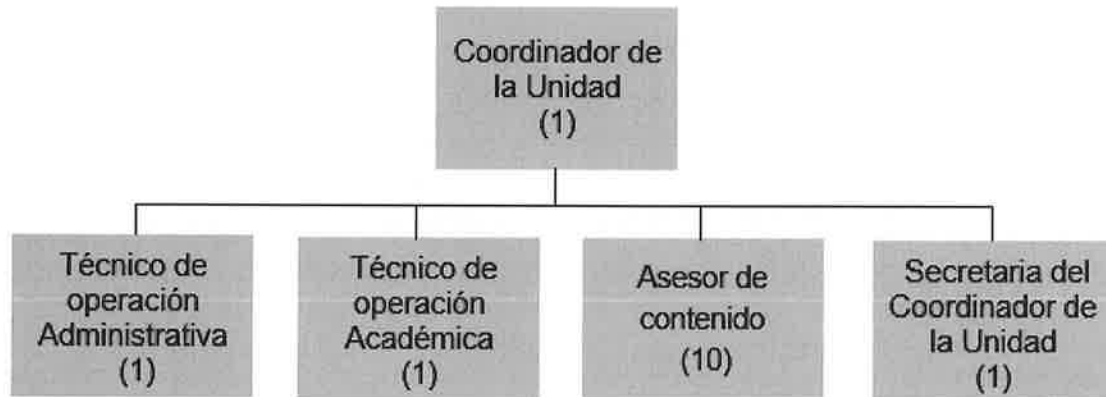 Coordinador de
la Unidad
(1)
Técnico de
operación
Administrativa
(1)
Técnico de
operación
Académica
(1)
Asesor de
contenido
(10)
Secretaria del
Coordinador de
la Unidad
(1)